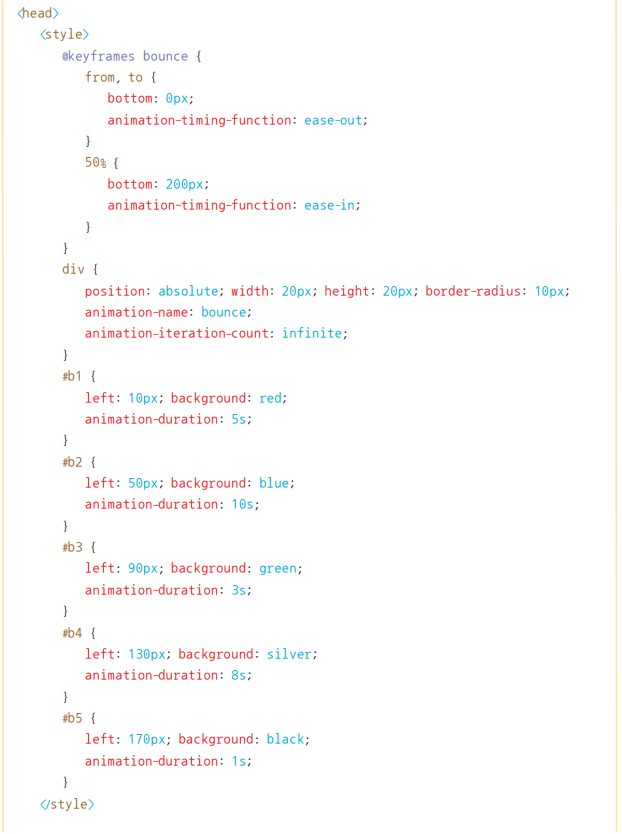 <head>
<style>
@keyframes bounce {
from, to {
bottom: 0px;
animation-timing-function: ease-out;
}
50% {
bottom: 200px;
animation-timing-function: ease-in;
}
}
div {
position: absolute; width: 20px; height: 20px; border-radius: 10px;
animation-name: bounce;
animation-iteration-count: infinite;
}
#b1 {
left: 10px; background: red;
animation-duration: 5s;
}
#b2 {
left: 50px; background: blue;
animation-duration: 10s;
}
#b3 {
left: 90px; background: green;
animation-duration: 3s;
}
#b4 {
left: 130px; background: silver;
animation-duration: 8s;
}
#b5 {
left: 170px; background: black;
animation-duration: 1s;
}
</style>